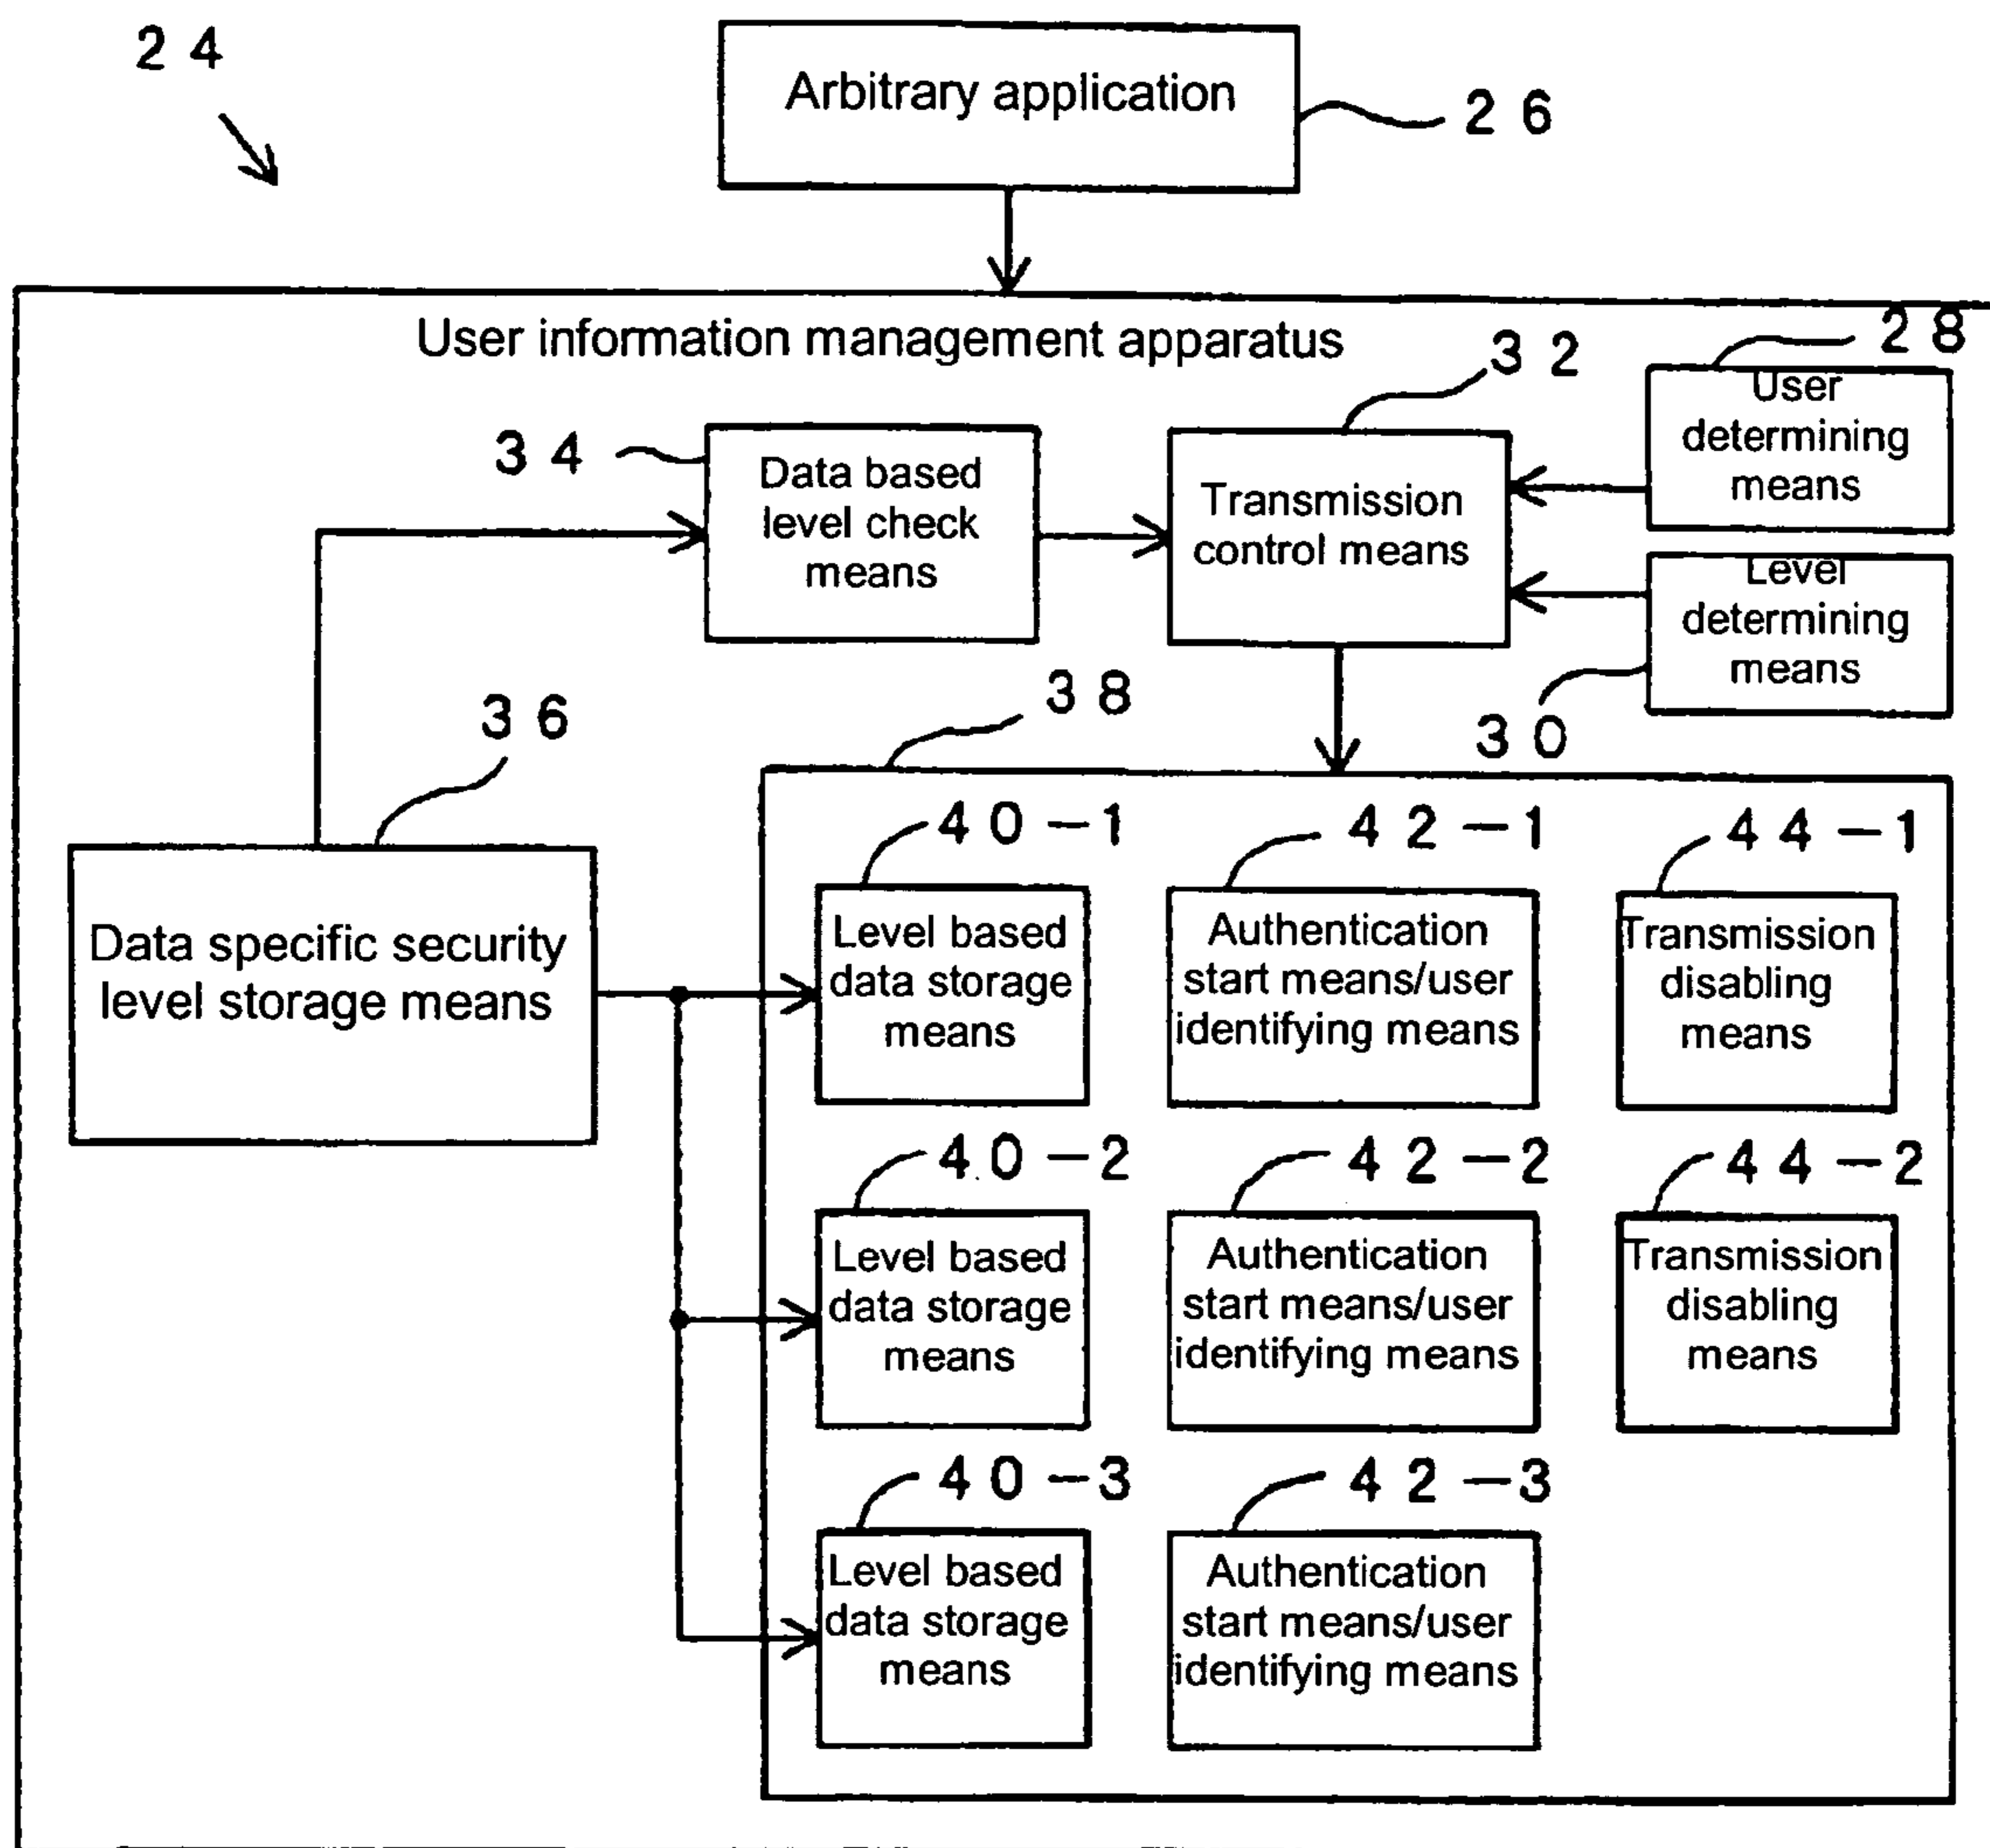 24
Arbitrary application
26
User information management apparatus
28
32
User
determining
means
34
Data based
level check
means
Transmission
control means
Level
determining
means
30
36
38
Data specific security
level storage means
40-1
42-1
44-1
Level based
data storage
means
Authentication
start means/user
identifying means
Transmission
disabling
means
40-2
42-2
44-2
Level based
data storage
means
Authentication
start means/user
identifying means
Transmission
disabling
means
40-3
42-3
Level based
data storage
means
Authentication
start means/user
identifying means